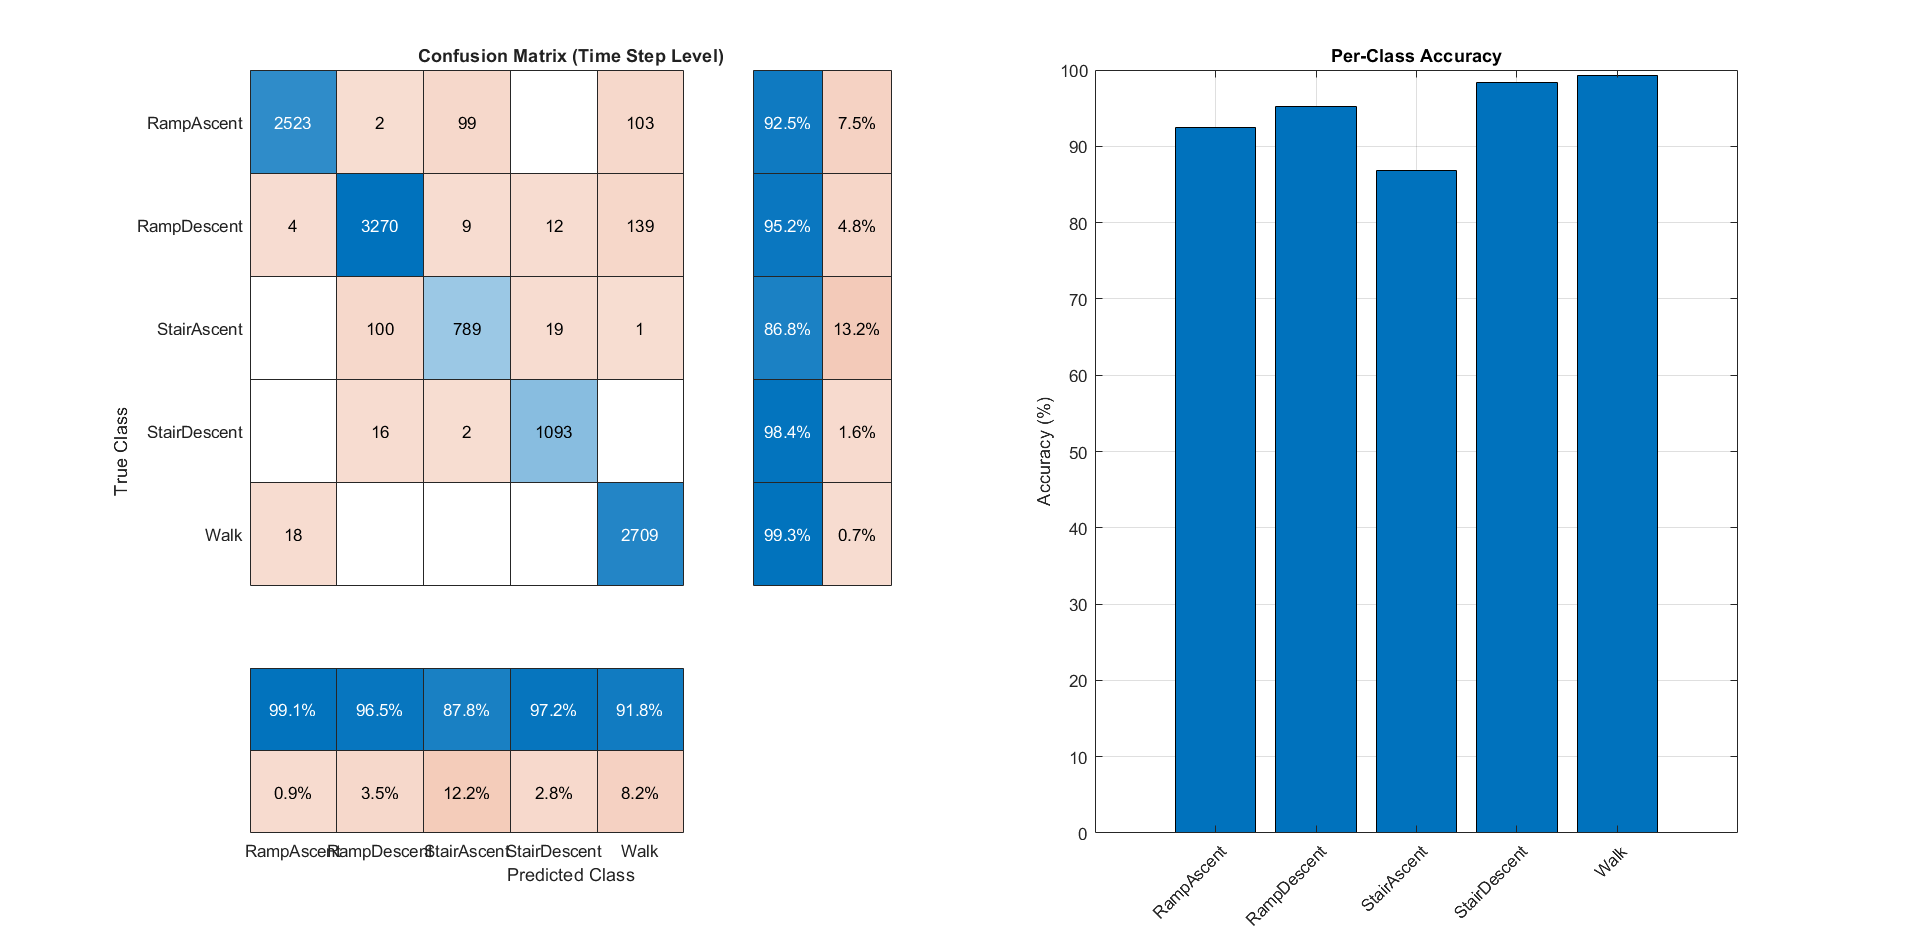 Confusion Matrix (Time Step Level)
True Class
RampAscent 2523 2 99 103 92.5% 7.5%
RampDescent 4 3270 9 12 139 95.2% 4.8%
StairAscent 100 789 19 1 86.8% 13.2%
StairDescent 16 2 1093 98.4% 1.6%
Walk 18 2709 99.3% 0.7%
99.1% 96.5% 87.8% 97.2% 91.8%
0.9% 3.5% 12.2% 2.8% 8.2%
RampAscent RampDescent StairAscent StairDescent Walk
Predicted Class
Per-Class Accuracy
Accuracy (%)
100
90
80
70
60
50
40
30
20
10
0
RampAscent
RampDescent
StairAscent
StairDescent
Walk